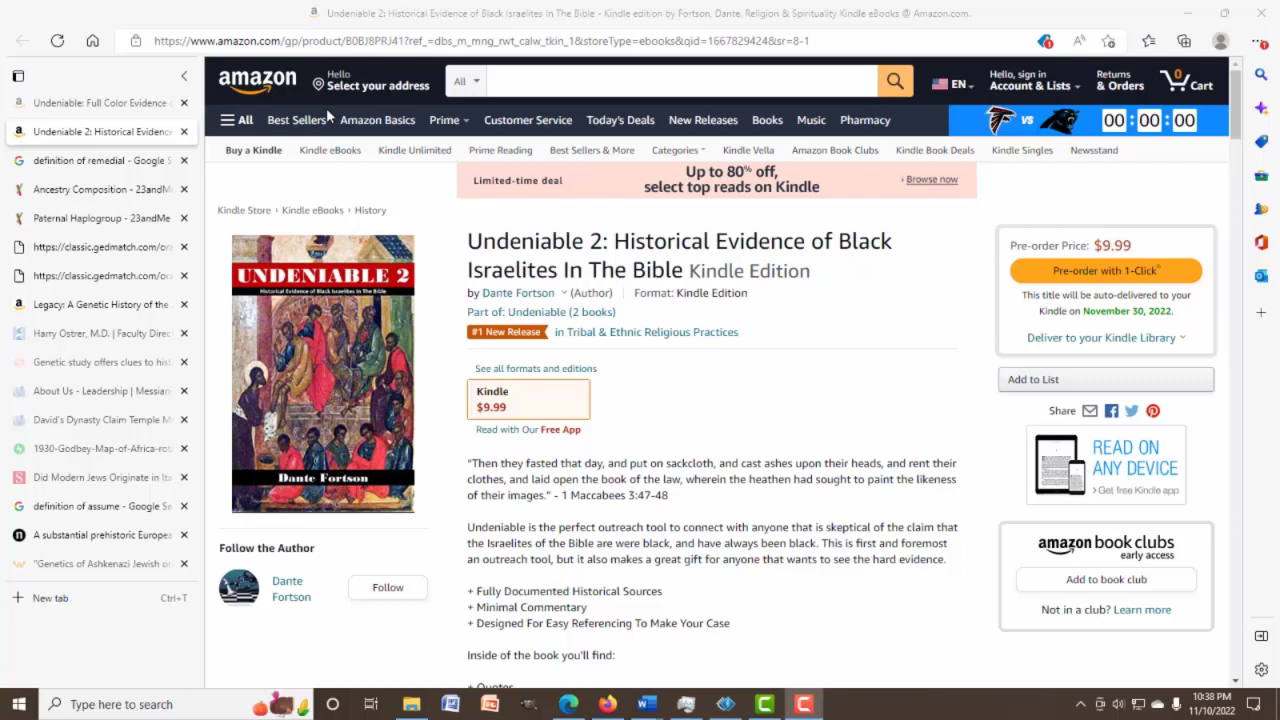 Undeniable 2: Historical Evidence of Black Israelites In The Bible - Kindle edition by Fortson, Dante. Religion & Spirituality Kindle eBooks @ Amazon.com.
https://www.amazon.com/gp/product/B0BJ8PRJ41?ref_=dbs_m_mng_rwt_calw_tkin_1&storeType=ebooks&qid=1667829424&sr=8-1
Undeniable: Full Color Evidence
Undeniable 2: Historical Evidence
definition of remedial - Google S
Ancestry Composition - 23andM
Paternal Haplogroup - 23andMe
https://classic.gedmatch.com/or
https://classic.gedmatch.com/or
Legacy: A Genetic History of the
Harry Ostrer, M.D. | Faculty Direc
Genetic study offers clues to his
About Us - Leadership | Messian
David's Dynasty Claim Temple M
1930-Godbey-Map-of-Africa-rot
Did Modern Jews Originate in Ita
definition of assume - Google Se
A substantial prehistoric Europea
"Genetics of Ashkenazi Jewish or
New tab Ctrl+T
amazon
Hello
Select your address
All
EN
Hello, sign in
Account & Lists
Returns
& Orders
0
Cart
All Best Sellers Amazon Basics Prime Customer Service Today's Deals New Releases Books Music Pharmacy
VS 00:00:00
Buy a Kindle Kindle eBooks Kindle Unlimited Prime Reading Best Sellers & More Categories Kindle Vella Amazon Book Clubs Kindle Book Deals Kindle Singles Newsstand
Limited-time deal
Up to 80% off,
select top reads on Kindle
› Browse now
Kindle Store › Kindle eBooks › History
UNDENIABLE 2
Historical Evidence of Black Israelites In The Bible
Dante Fortson
Follow the Author
Dante
Fortson
Follow
Undeniable 2: Historical Evidence of Black
Israelites In The Bible Kindle Edition
by Dante Fortson (Author) Format: Kindle Edition
Part of: Undeniable (2 books)
#1 New Release in Tribal & Ethnic Religious Practices
See all formats and editions
Kindle
$9.99
Read with Our Free App
“Then they fasted that day, and put on sackcloth, and cast ashes upon their heads, and rent their
clothes, and laid open the book of the law, wherein the heathen had sought to paint the likeness
of their images.” - 1 Maccabees 3:47-48
Undeniable is the perfect outreach tool to connect with anyone that is skeptical of the claim that
the Israelites of the Bible are were black, and have always been black. This is first and foremost
an outreach tool, but it also makes a great gift for anyone that wants to see the hard evidence.
+ Fully Documented Historical Sources
+ Minimal Commentary
+ Designed For Easy Referencing To Make Your Case
Inside of the book you'll find:
+ Quotes
Pre-order Price: $9.99
Pre-order with 1-Click®
This title will be auto-delivered to your
Kindle on November 30, 2022.
Deliver to your Kindle Library
Add to List
Share
READ ON
ANY DEVICE
› Get free Kindle app
amazon book clubs
early access
Add to book club
Not in a club? Learn more
Type here to search
10:38 PM
11/10/2022